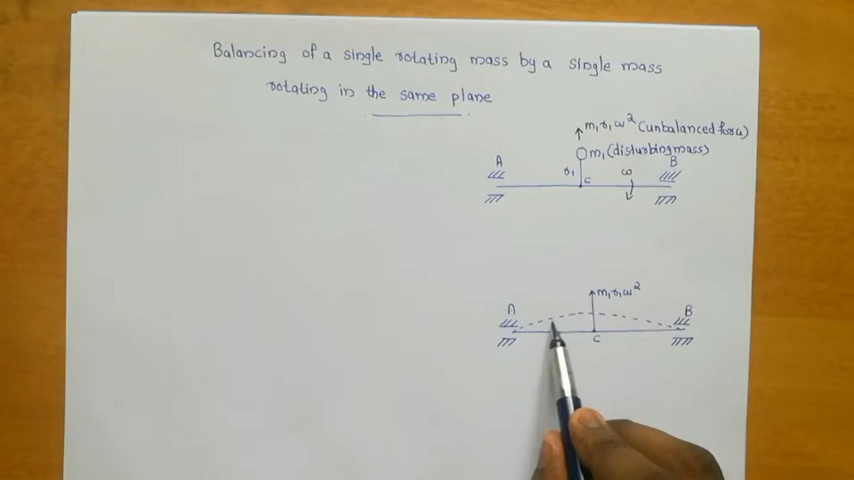 Balancing of a single rotating mass by a single mass
rotating in the same plane
m₁r₁ω² (unbalanced force)
m₁ (disturbing mass)
A
B
r₁
C
ω
m₁r₁ω²
A
B
C